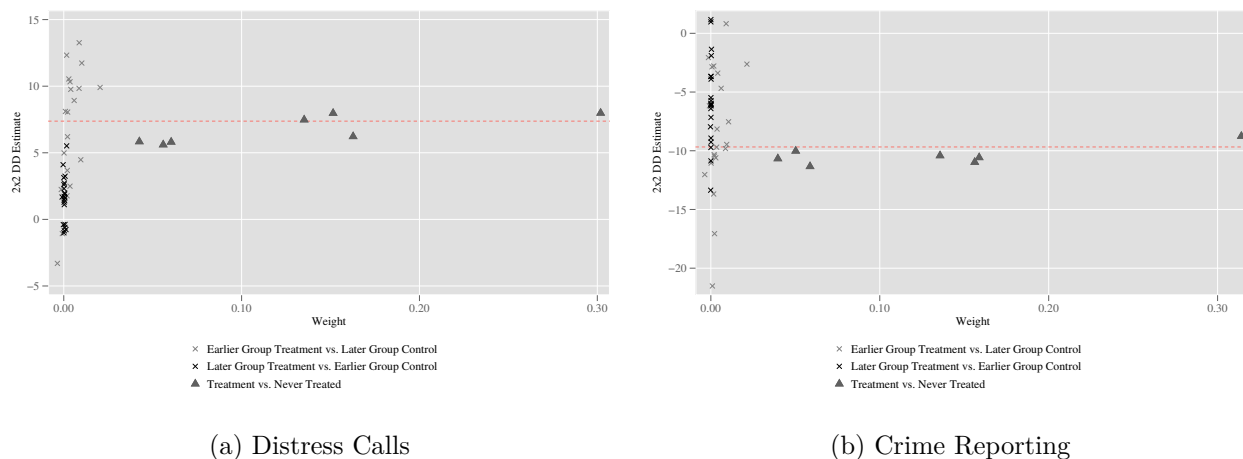 15
10
5
0
−5
2x2 DD Estimate
0.00
0.10
0.20
0.30
Weight
Earlier Group Treatment vs. Later Group Control
Later Group Treatment vs. Earlier Group Control
Treatment vs. Never Treated
(a) Distress Calls
0
−5
−10
−15
−20
2x2 DD Estimate
0.00
0.10
0.20
0.30
Weight
Earlier Group Treatment vs. Later Group Control
Later Group Treatment vs. Earlier Group Control
Treatment vs. Never Treated
(b) Crime Reporting